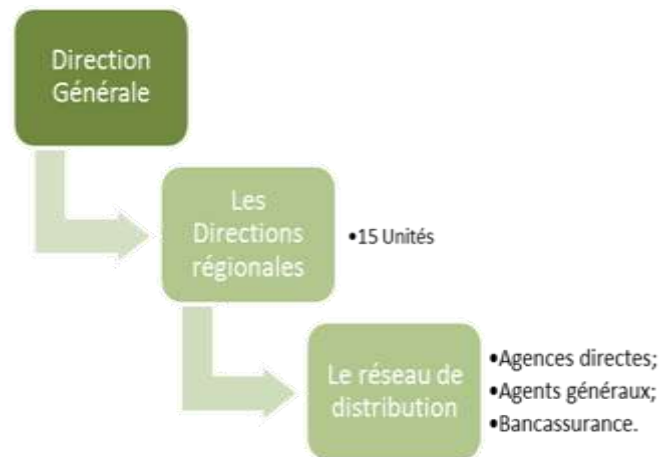 Direction
Générale
Les
Directions
régionales
•15 Unités
Le réseau de
distribution
•Agences directes;
•Agents généraux;
•Bancassurance.